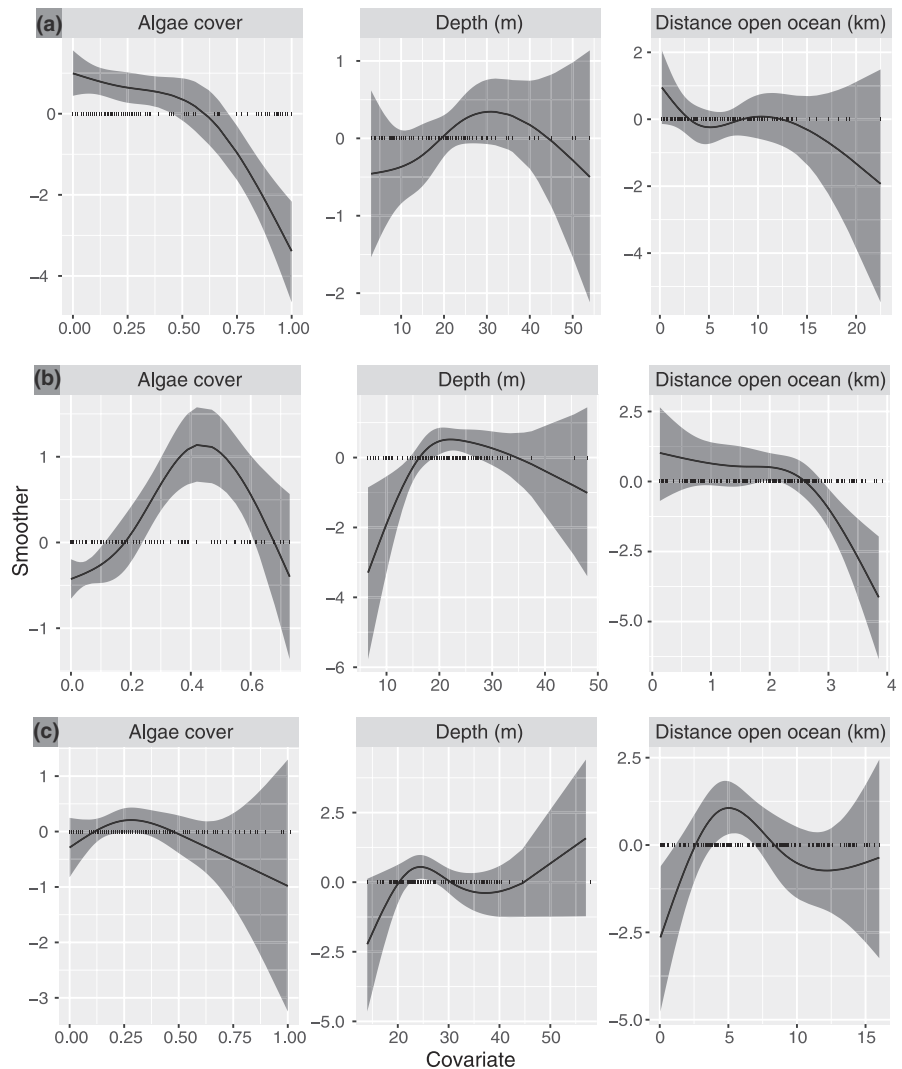 (a) Algae cover Depth (m) Distance open ocean (km)
0 −2 −4
1 0 −1 −2
2 0 −2 −4
0.00 0.25 0.50 0.75 1.00 10 20 30 40 50 0 5 10 15 20
(b) Algae cover Depth (m) Distance open ocean (km)
Smoother
1 0 −1
0 −2 −4 −6
2.5 0.0 −2.5 −5.0
0.0 0.2 0.4 0.6 10 20 30 40 50 0 1 2 3 4
(c) Algae cover Depth (m) Distance open ocean (km)
1 0 −1 −2 −3
2.5 0.0 −2.5 −5.0
2.5 0.0 −2.5 −5.0
0.00 0.25 0.50 0.75 1.00 20 30 40 50 0 5 10 15
Covariate